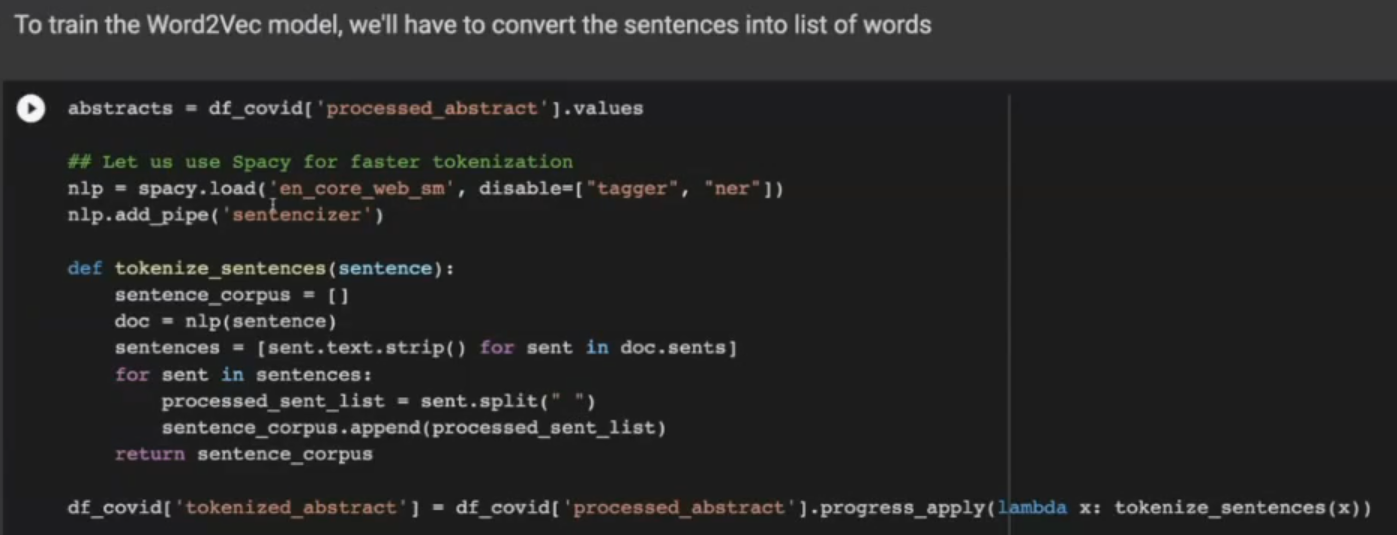 To train the Word2Vec model, we'll have to convert the sentences into list of words
abstracts = df_covid['processed_abstract'].values
## Let us use Spacy for faster tokenization
nlp = spacy.load('en_core_web_sm', disable=["tagger", "ner"])
nlp.add_pipe('sentencizer')
def tokenize_sentences(sentence):
    sentence_corpus = []
    doc = nlp(sentence)
    sentences = [sent.text.strip() for sent in doc.sents]
    for sent in sentences:
        processed_sent_list = sent.split(" ")
        sentence_corpus.append(processed_sent_list)
    return sentence_corpus
df_covid['tokenized_abstract'] = df_covid['processed_abstract'].progress_apply(lambda x: tokenize_sentences(x))